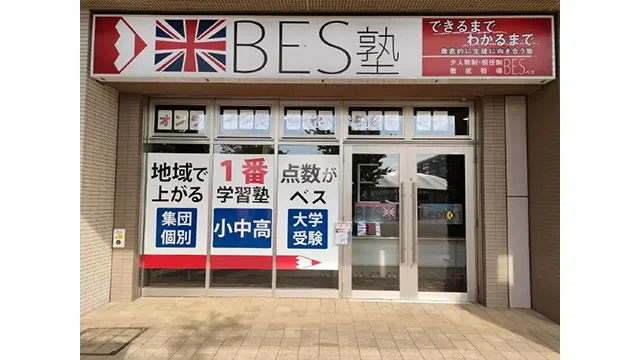 BES塾
できるまで
わかるまで
徹底的に生徒に向き合う塾
少人数制・担任制
徹底指導 BES
地域で
上がる
集団
個別
1番
学習塾
小中高
点数が
ベス
大学
受験
BES
Lepton